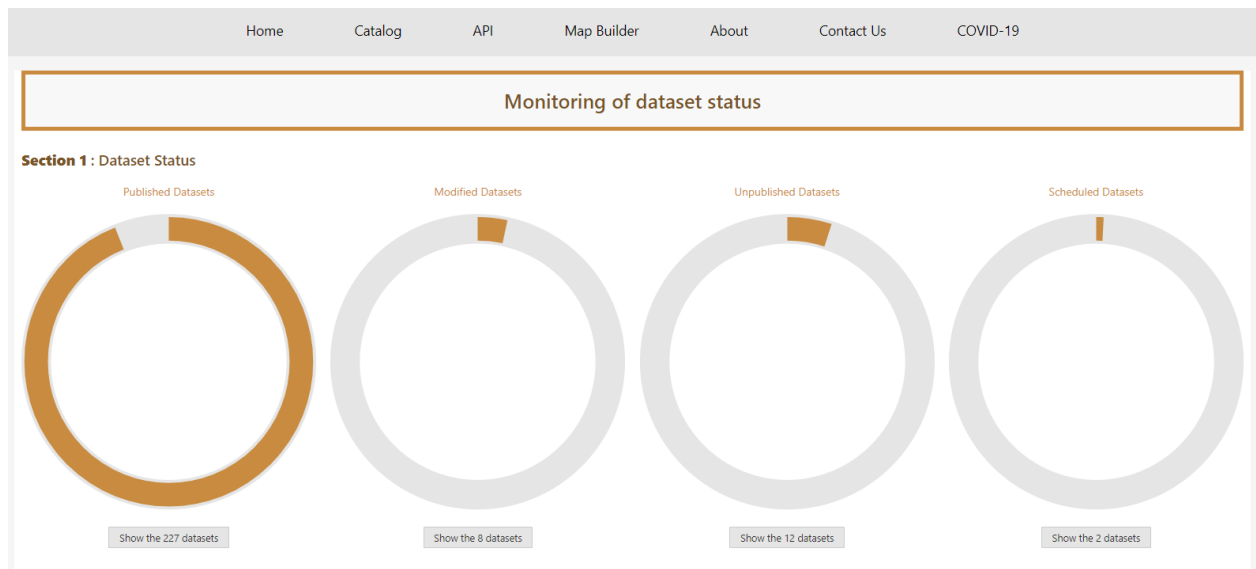 Home Catalog API Map Builder About Contact Us COVID-19
Monitoring of dataset status
Section 1 : Dataset Status
Published Datasets Modified Datasets Unpublished Datasets Scheduled Datasets
Show the 227 datasets Show the 8 datasets Show the 12 datasets Show the 2 datasets